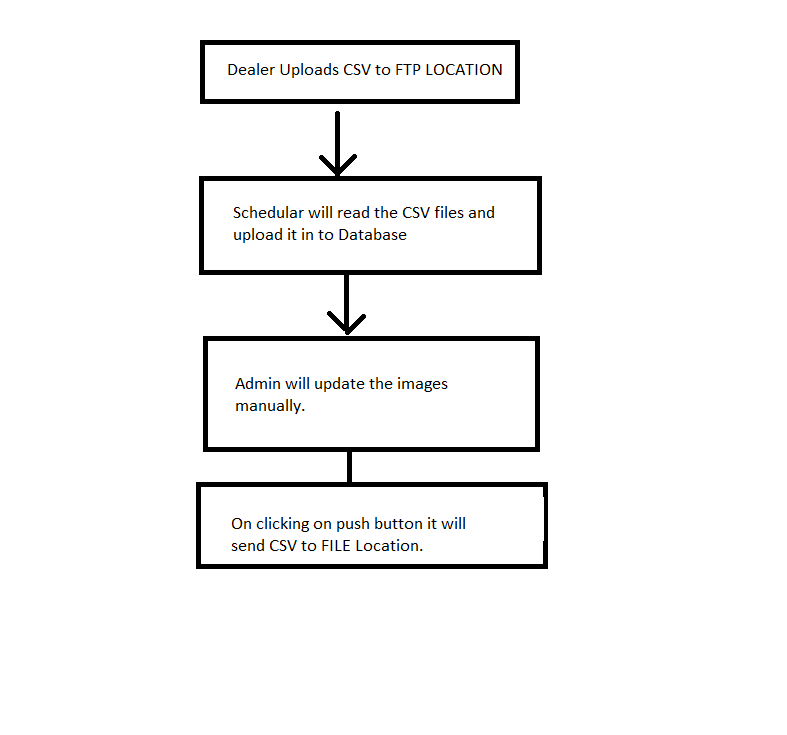 Dealer Uploads CSV to FTP LOCATION
Schedular will read the CSV files and
upload it in to Database
Admin will update the images
manually.
On clicking on push button it will
send CSV to FILE Location.